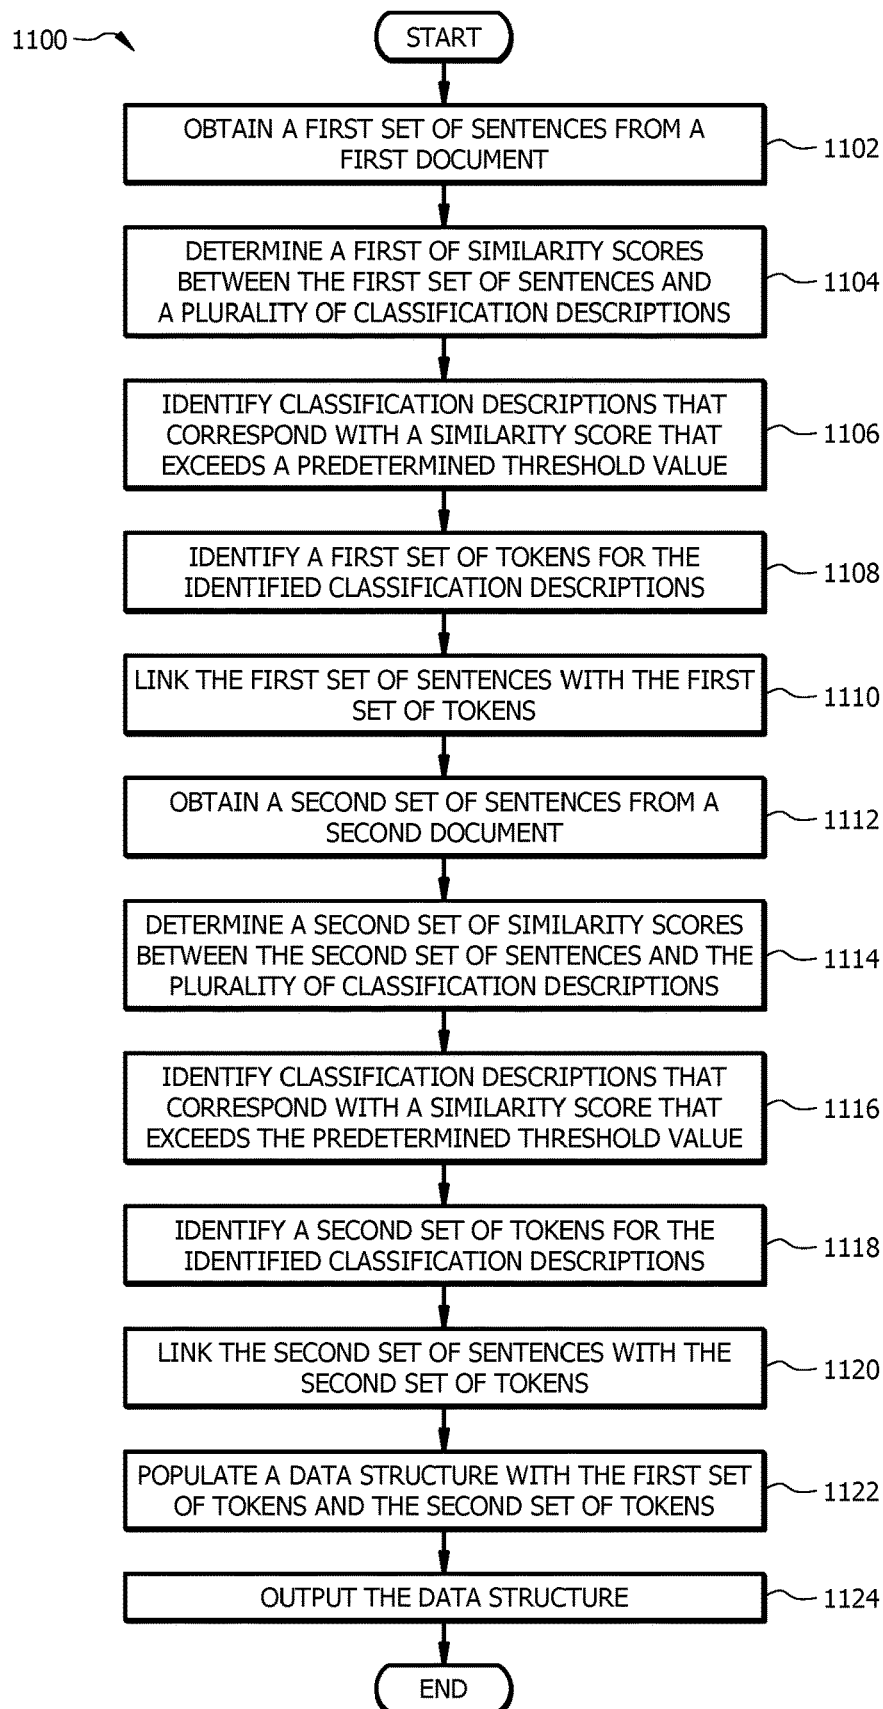 1100
START
OBTAIN A FIRST SET OF SENTENCES FROM A
FIRST DOCUMENT
1102
DETERMINE A FIRST OF SIMILARITY SCORES
BETWEEN THE FIRST SET OF SENTENCES AND
A PLURALITY OF CLASSIFICATION DESCRIPTIONS
1104
IDENTIFY CLASSIFICATION DESCRIPTIONS THAT
CORRESPOND WITH A SIMILARITY SCORE THAT
EXCEEDS A PREDETERMINED THRESHOLD VALUE
1106
IDENTIFY A FIRST SET OF TOKENS FOR THE
IDENTIFIED CLASSIFICATION DESCRIPTIONS
1108
LINK THE FIRST SET OF SENTENCES WITH THE FIRST
SET OF TOKENS
1110
OBTAIN A SECOND SET OF SENTENCES FROM A
SECOND DOCUMENT
1112
DETERMINE A SECOND SET OF SIMILARITY SCORES
BETWEEN THE SECOND SET OF SENTENCES AND THE
PLURALITY OF CLASSIFICATION DESCRIPTIONS
1114
IDENTIFY CLASSIFICATION DESCRIPTIONS THAT
CORRESPOND WITH A SIMILARITY SCORE THAT
EXCEEDS THE PREDETERMINED THRESHOLD VALUE
1116
IDENTIFY A SECOND SET OF TOKENS FOR THE
IDENTIFIED CLASSIFICATION DESCRIPTIONS
1118
LINK THE SECOND SET OF SENTENCES WITH THE
SECOND SET OF TOKENS
1120
POPULATE A DATA STRUCTURE WITH THE FIRST SET
OF TOKENS AND THE SECOND SET OF TOKENS
1122
OUTPUT THE DATA STRUCTURE
1124
END